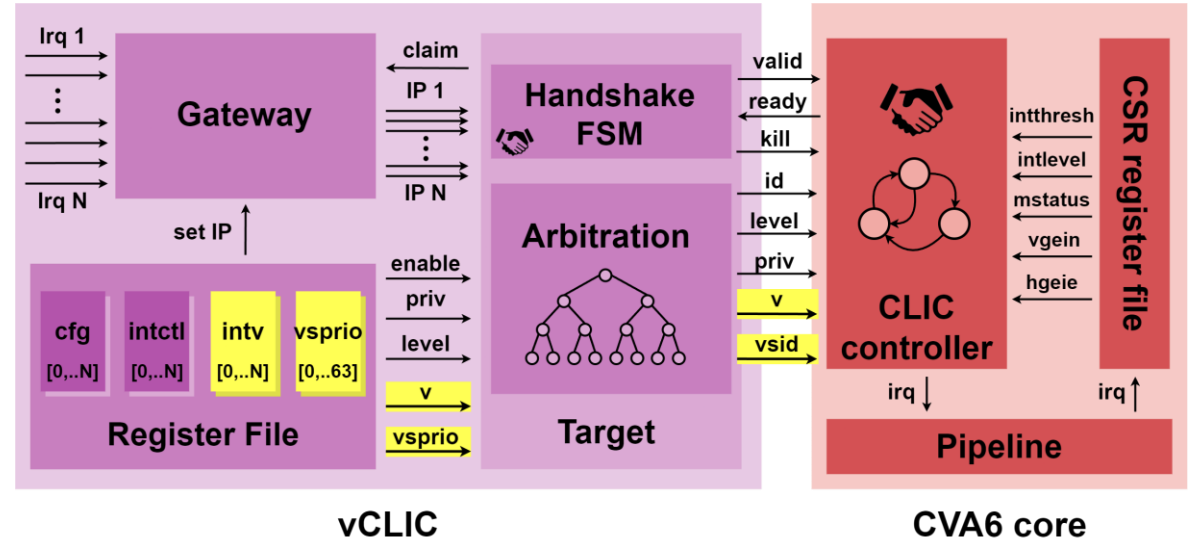 Irq 1
Irq N
Gateway
set IP
claim
IP 1
IP N
Handshake
FSM
Arbitration
Target
cfg
[0,..N]
intctl
[0,..N]
intv
[0,..N]
vsprio
[0,..63]
Register File
enable
priv
level
v
vsprio
valid
ready
kill
id
level
priv
v
vsid
CLIC
controller
intthresh
intlevel
mstatus
vgein
hgeie
CSR register file
irq
irq
Pipeline
vCLIC
CVA6 core